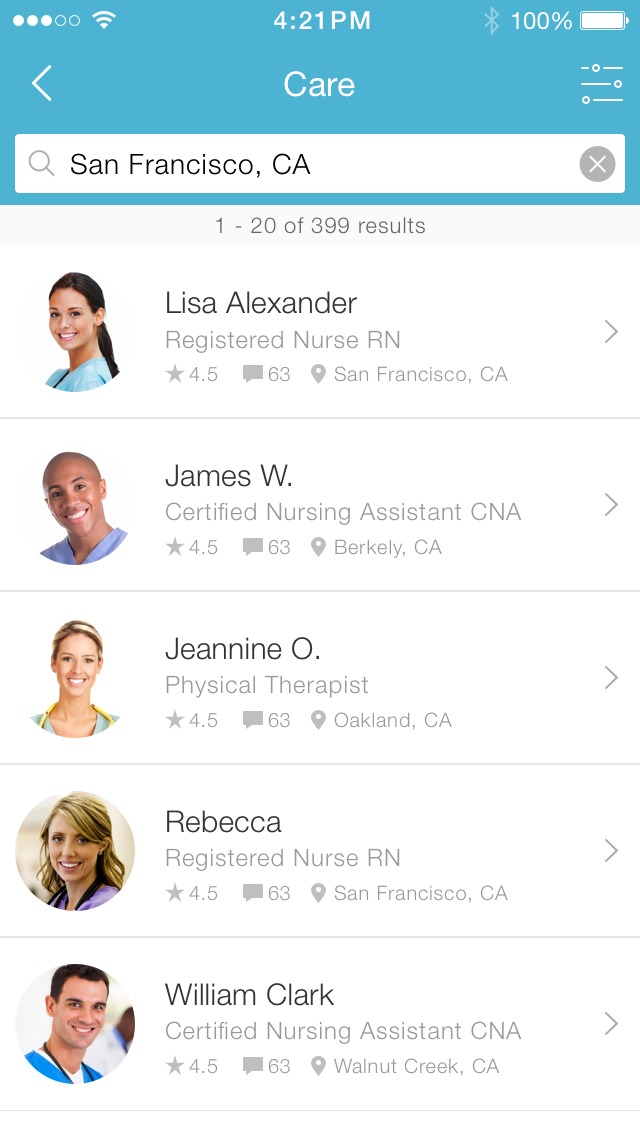 4:21PM
100%
Care
San Francisco, CA
1 - 20 of 399 results
Lisa Alexander
Registered Nurse RN
4.5 63 San Francisco, CA
James W.
Certified Nursing Assistant CNA
4.5 63 Berkely, CA
Jeannine O.
Physical Therapist
4.5 63 Oakland, CA
Rebecca
Registered Nurse RN
4.5 63 San Francisco, CA
William Clark
Certified Nursing Assistant CNA
4.5 63 Walnut Creek, CA